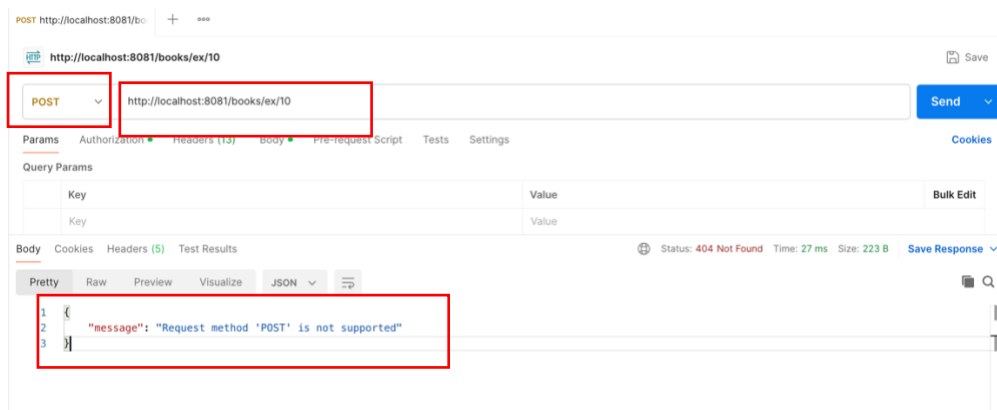 POST http://localhost:8081/bo
HTTP http://localhost:8081/books/ex/10
Save
POST
http://localhost:8081/books/ex/10
Send
Params Authorization Headers (13) Body Pre-request Script Tests Settings
Cookies
Query Params
Key Value Bulk Edit
Key Value
Body Cookies Headers (5) Test Results
Status: 404 Not Found Time: 27 ms Size: 223 B Save Response
Pretty Raw Preview Visualize JSON
1 {
2 "message": "Request method 'POST' is not supported"
3 }